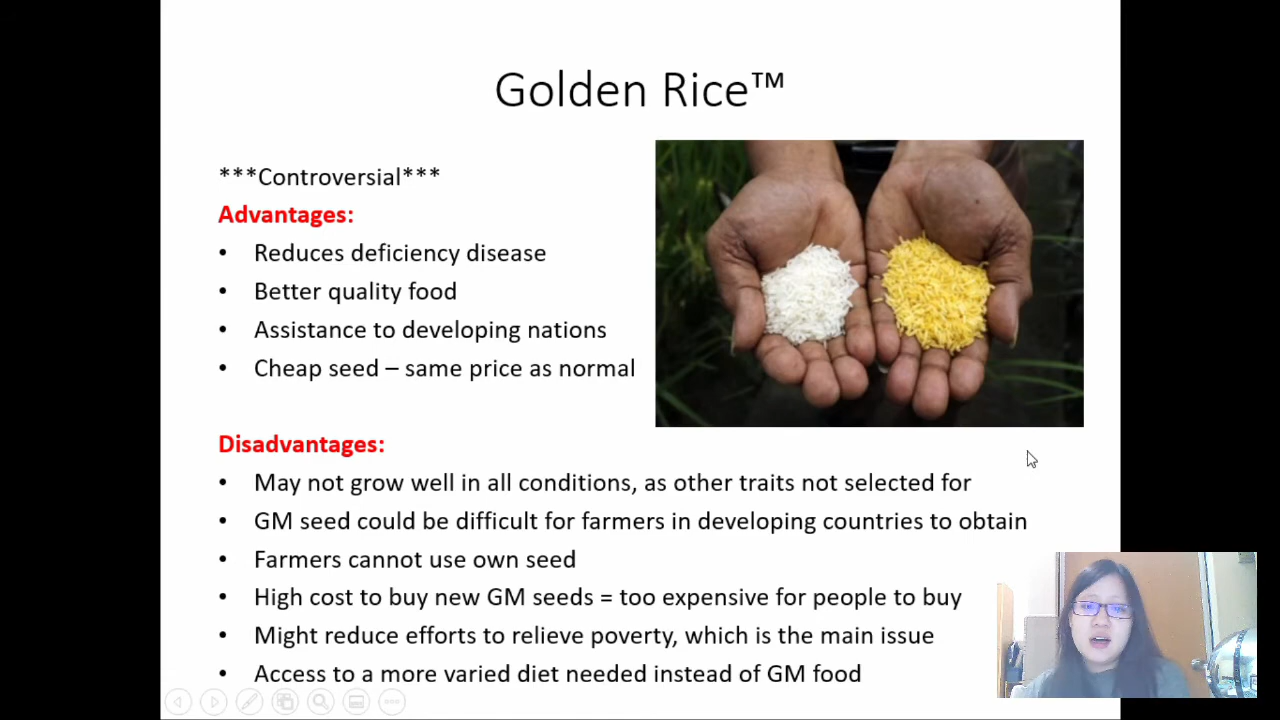 Golden Rice™
***Controversial***
Advantages:
• Reduces deficiency disease
• Better quality food
• Assistance to developing nations
• Cheap seed – same price as normal
Disadvantages:
• May not grow well in all conditions, as other traits not selected for
• GM seed could be difficult for farmers in developing countries to obtain
• Farmers cannot use own seed
• High cost to buy new GM seeds = too expensive for people to buy
• Might reduce efforts to relieve poverty, which is the main issue
• Access to a more varied diet needed instead of GM food